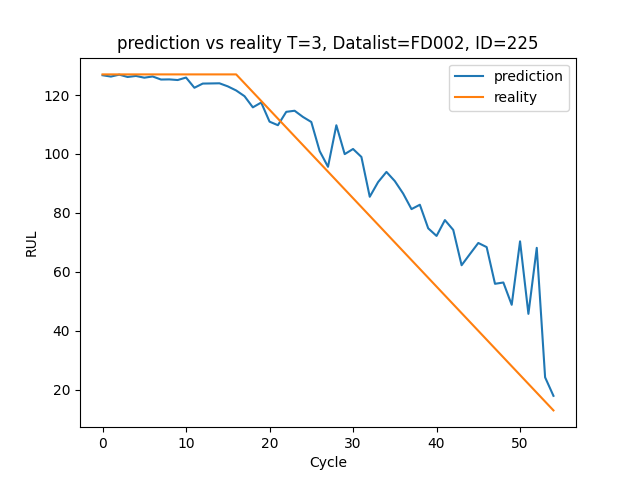 prediction vs reality T=3, Datalist=FD002, ID=225
prediction
reality
RUL
120
100
80
60
40
20
0 10 20 30 40 50
Cycle